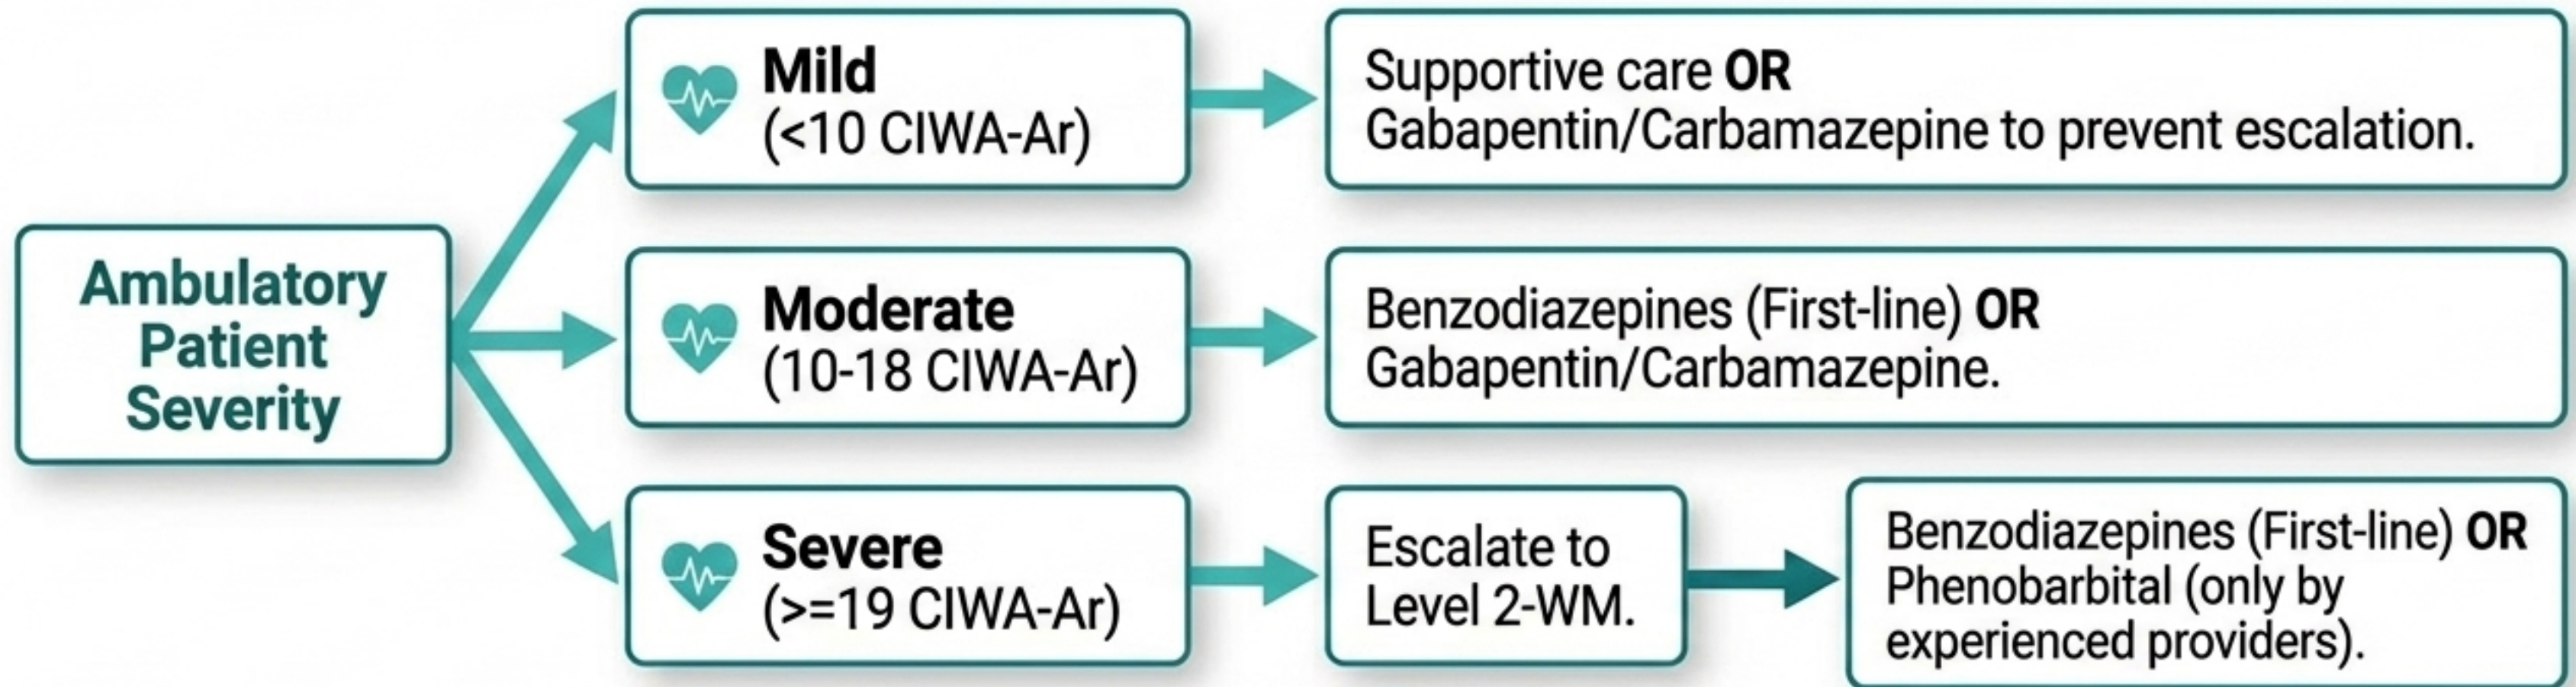 Ambulatory
Patient
Severity
Mild
(<10 CIWA-Ar)
Supportive care OR
Gabapentin/Carbamazepine to prevent escalation.
Moderate
(10-18 CIWA-Ar)
Benzodiazepines (First-line) OR
Gabapentin/Carbamazepine.
Severe
(>=19 CIWA-Ar)
Escalate to
Level 2-WM.
Benzodiazepines (First-line) OR
Phenobarbital (only by
experienced providers).